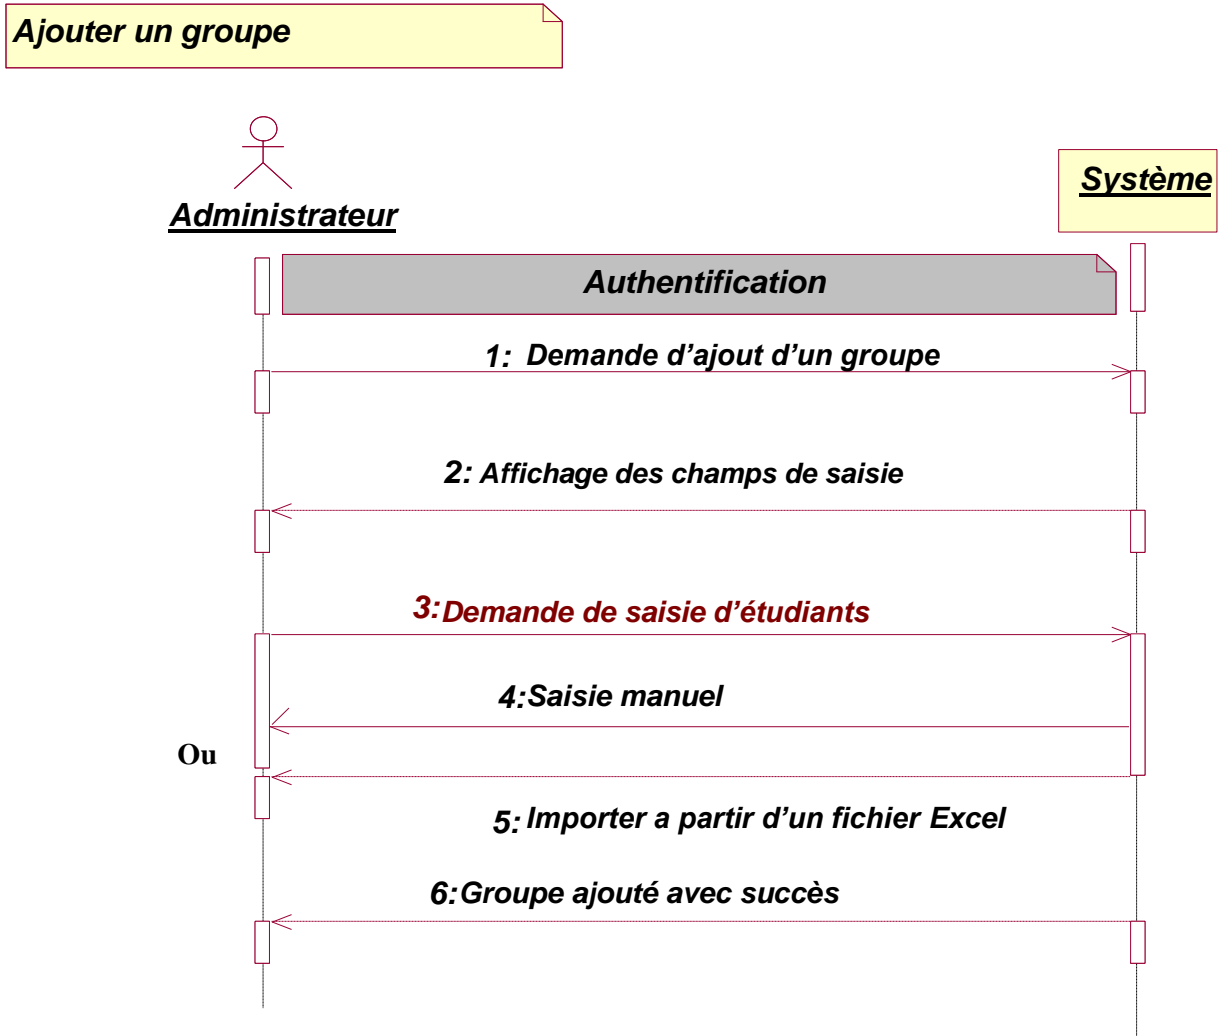 Ajouter un groupe
Administrateur
Système
Authentification
1: Demande d’ajout d’un groupe
2: Affichage des champs de saisie
3:Demande de saisie d’étudiants
4:Saisie manuel
Ou
5: Importer a partir d’un fichier Excel
6:Groupe ajouté avec succès